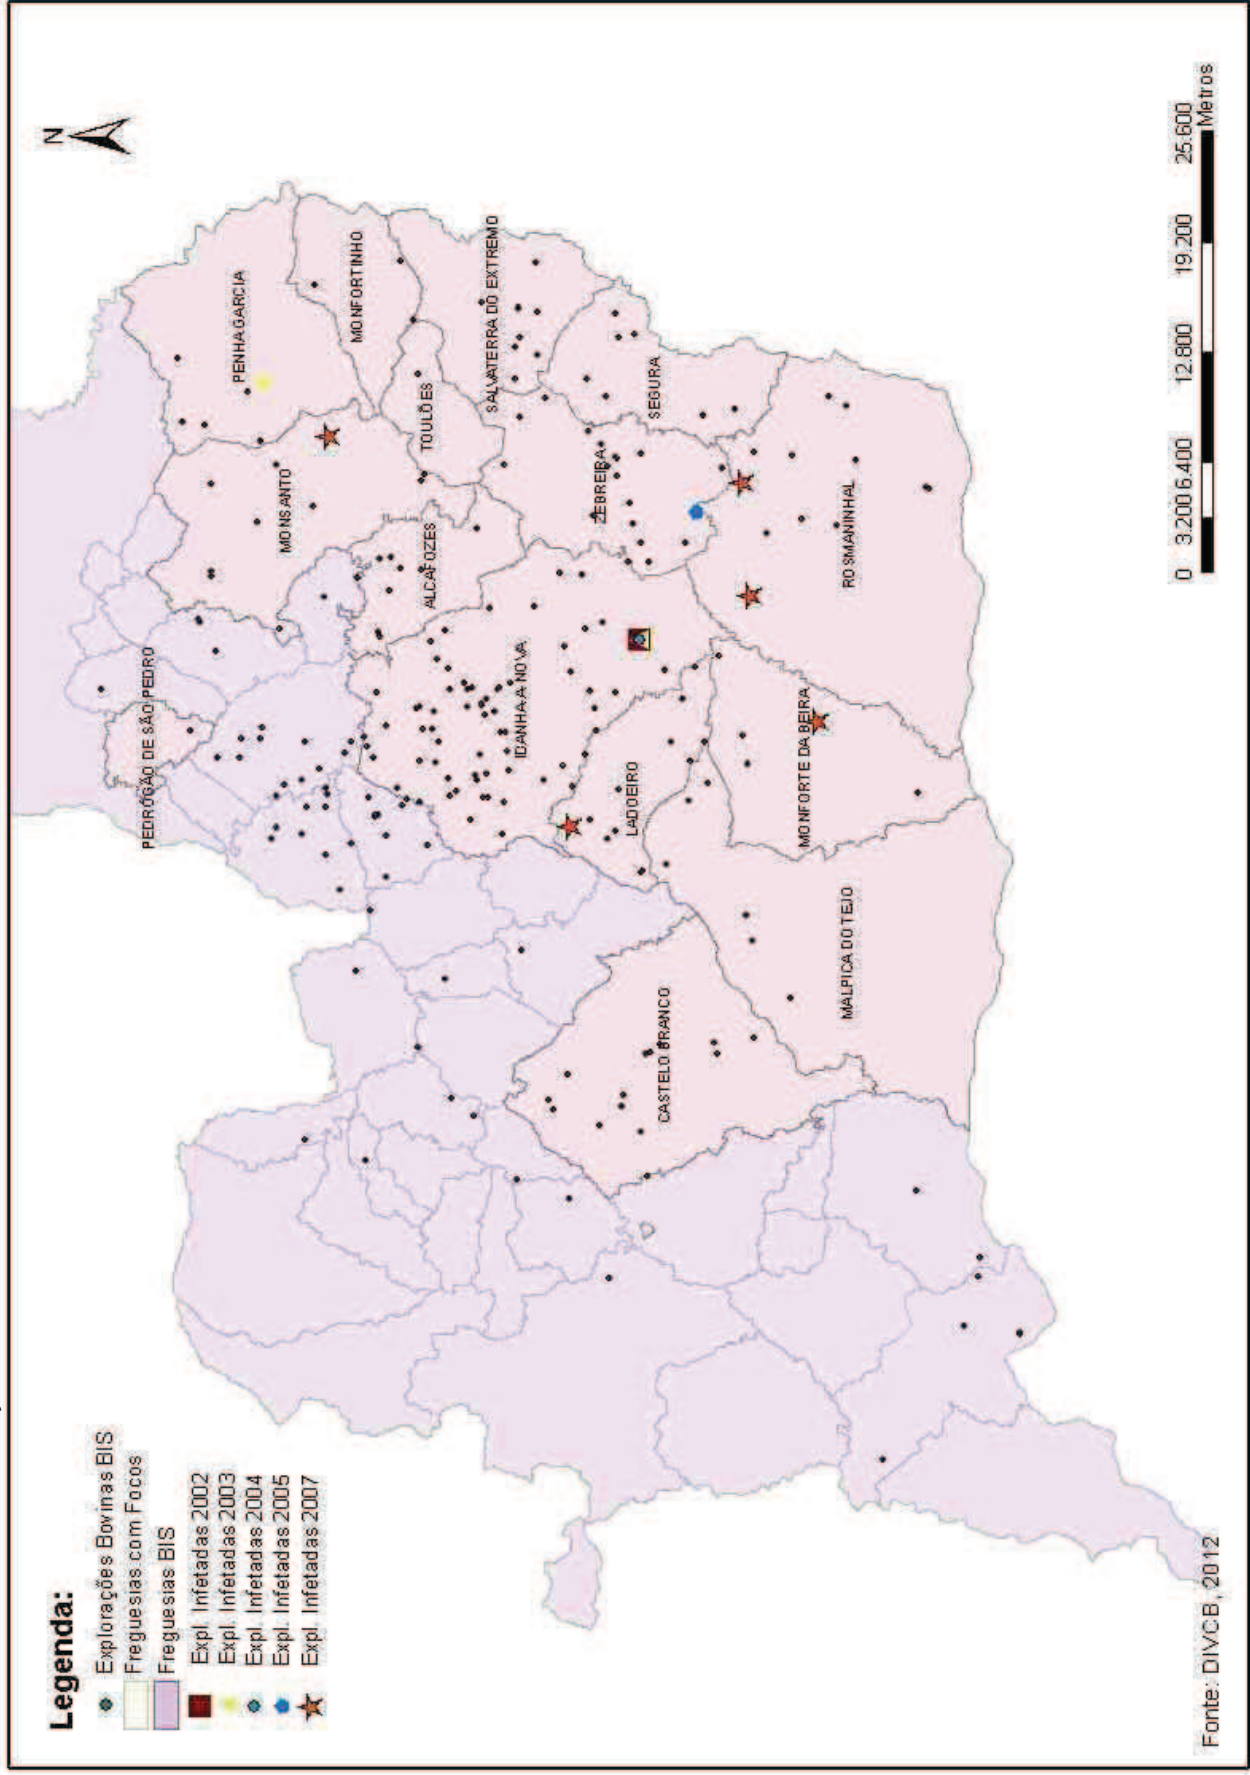 Legenda:
Explorações Bovinas BIS
Freguesias com Focos
Freguesias BIS
Expl. Infetadas 2002
Expl. Infetadas 2003
Expl. Infetadas 2004
Expl. Infetadas 2005
Expl. Infetadas 2007
N
PEDRÓGÃO DE SÃO PEDRO
PENHA GARCIA
MONSANTO
MONFORTINHO
TOULÕES
ALCAFOZES
SALVATERRA DO EXTREMO
IDANHA-A-NOVA
ZEBREIRA
SEGURA
LADOEIRO
CASTELO BRANCO
MONFORTE DA BEIRA
ROSMANINHAL
MALPICA DO TEJO
0 3.200 6.400 12.800 19.200 25.600
Metros
Fonte: DIVCB, 2012